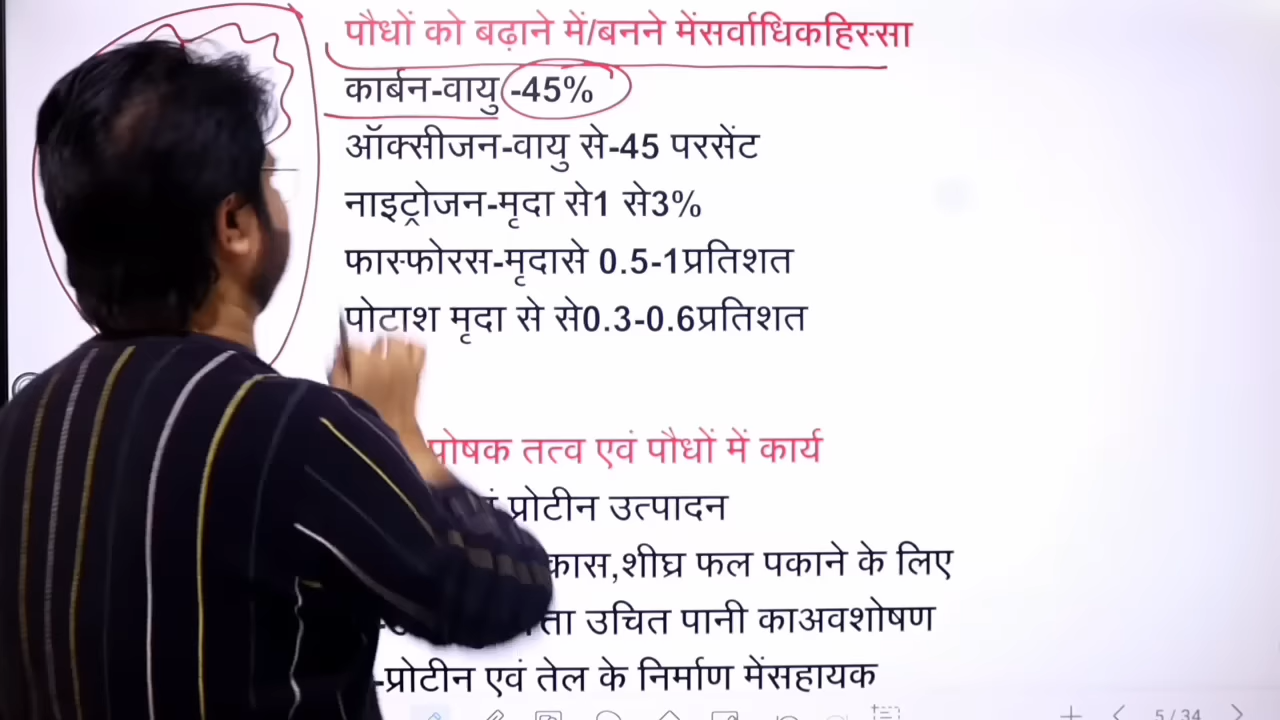 पौधों को बढ़ाने में/बनने मेंसर्वाधिकहिस्सा
कार्बन-वायु -45%
ऑक्सीजन-वायु से-45 परसेंट
नाइट्रोजन-मृदा से1 से3%
फास्फोरस-मृदासे 0.5-1प्रतिशत
पोटाश मृदा से से0.3-0.6प्रतिशत
पोषक तत्व एवं पौधों में कार्य
प्रोटीन उत्पादन
,शीघ्र फल पकाने के लिए
उचित पानी काअवशोषण
-प्रोटीन एवं तेल के निर्माण मेंसहायक
5/34